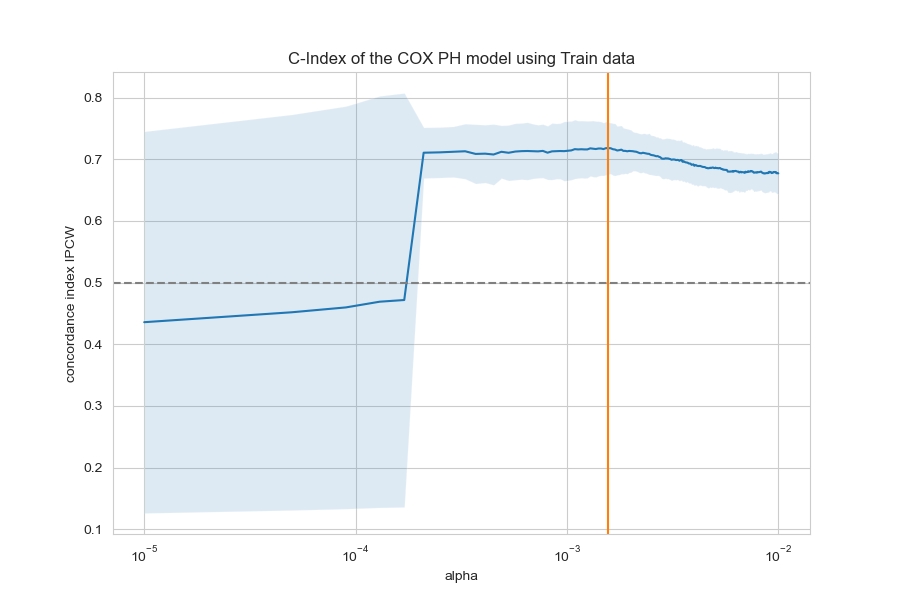 C-Index of the COX PH model using Train data
concordance index IPCW
0.8
0.7
0.6
0.5
0.4
0.3
0.2
0.1
10⁻⁵ 10⁻⁴ 10⁻³ 10⁻²
alpha